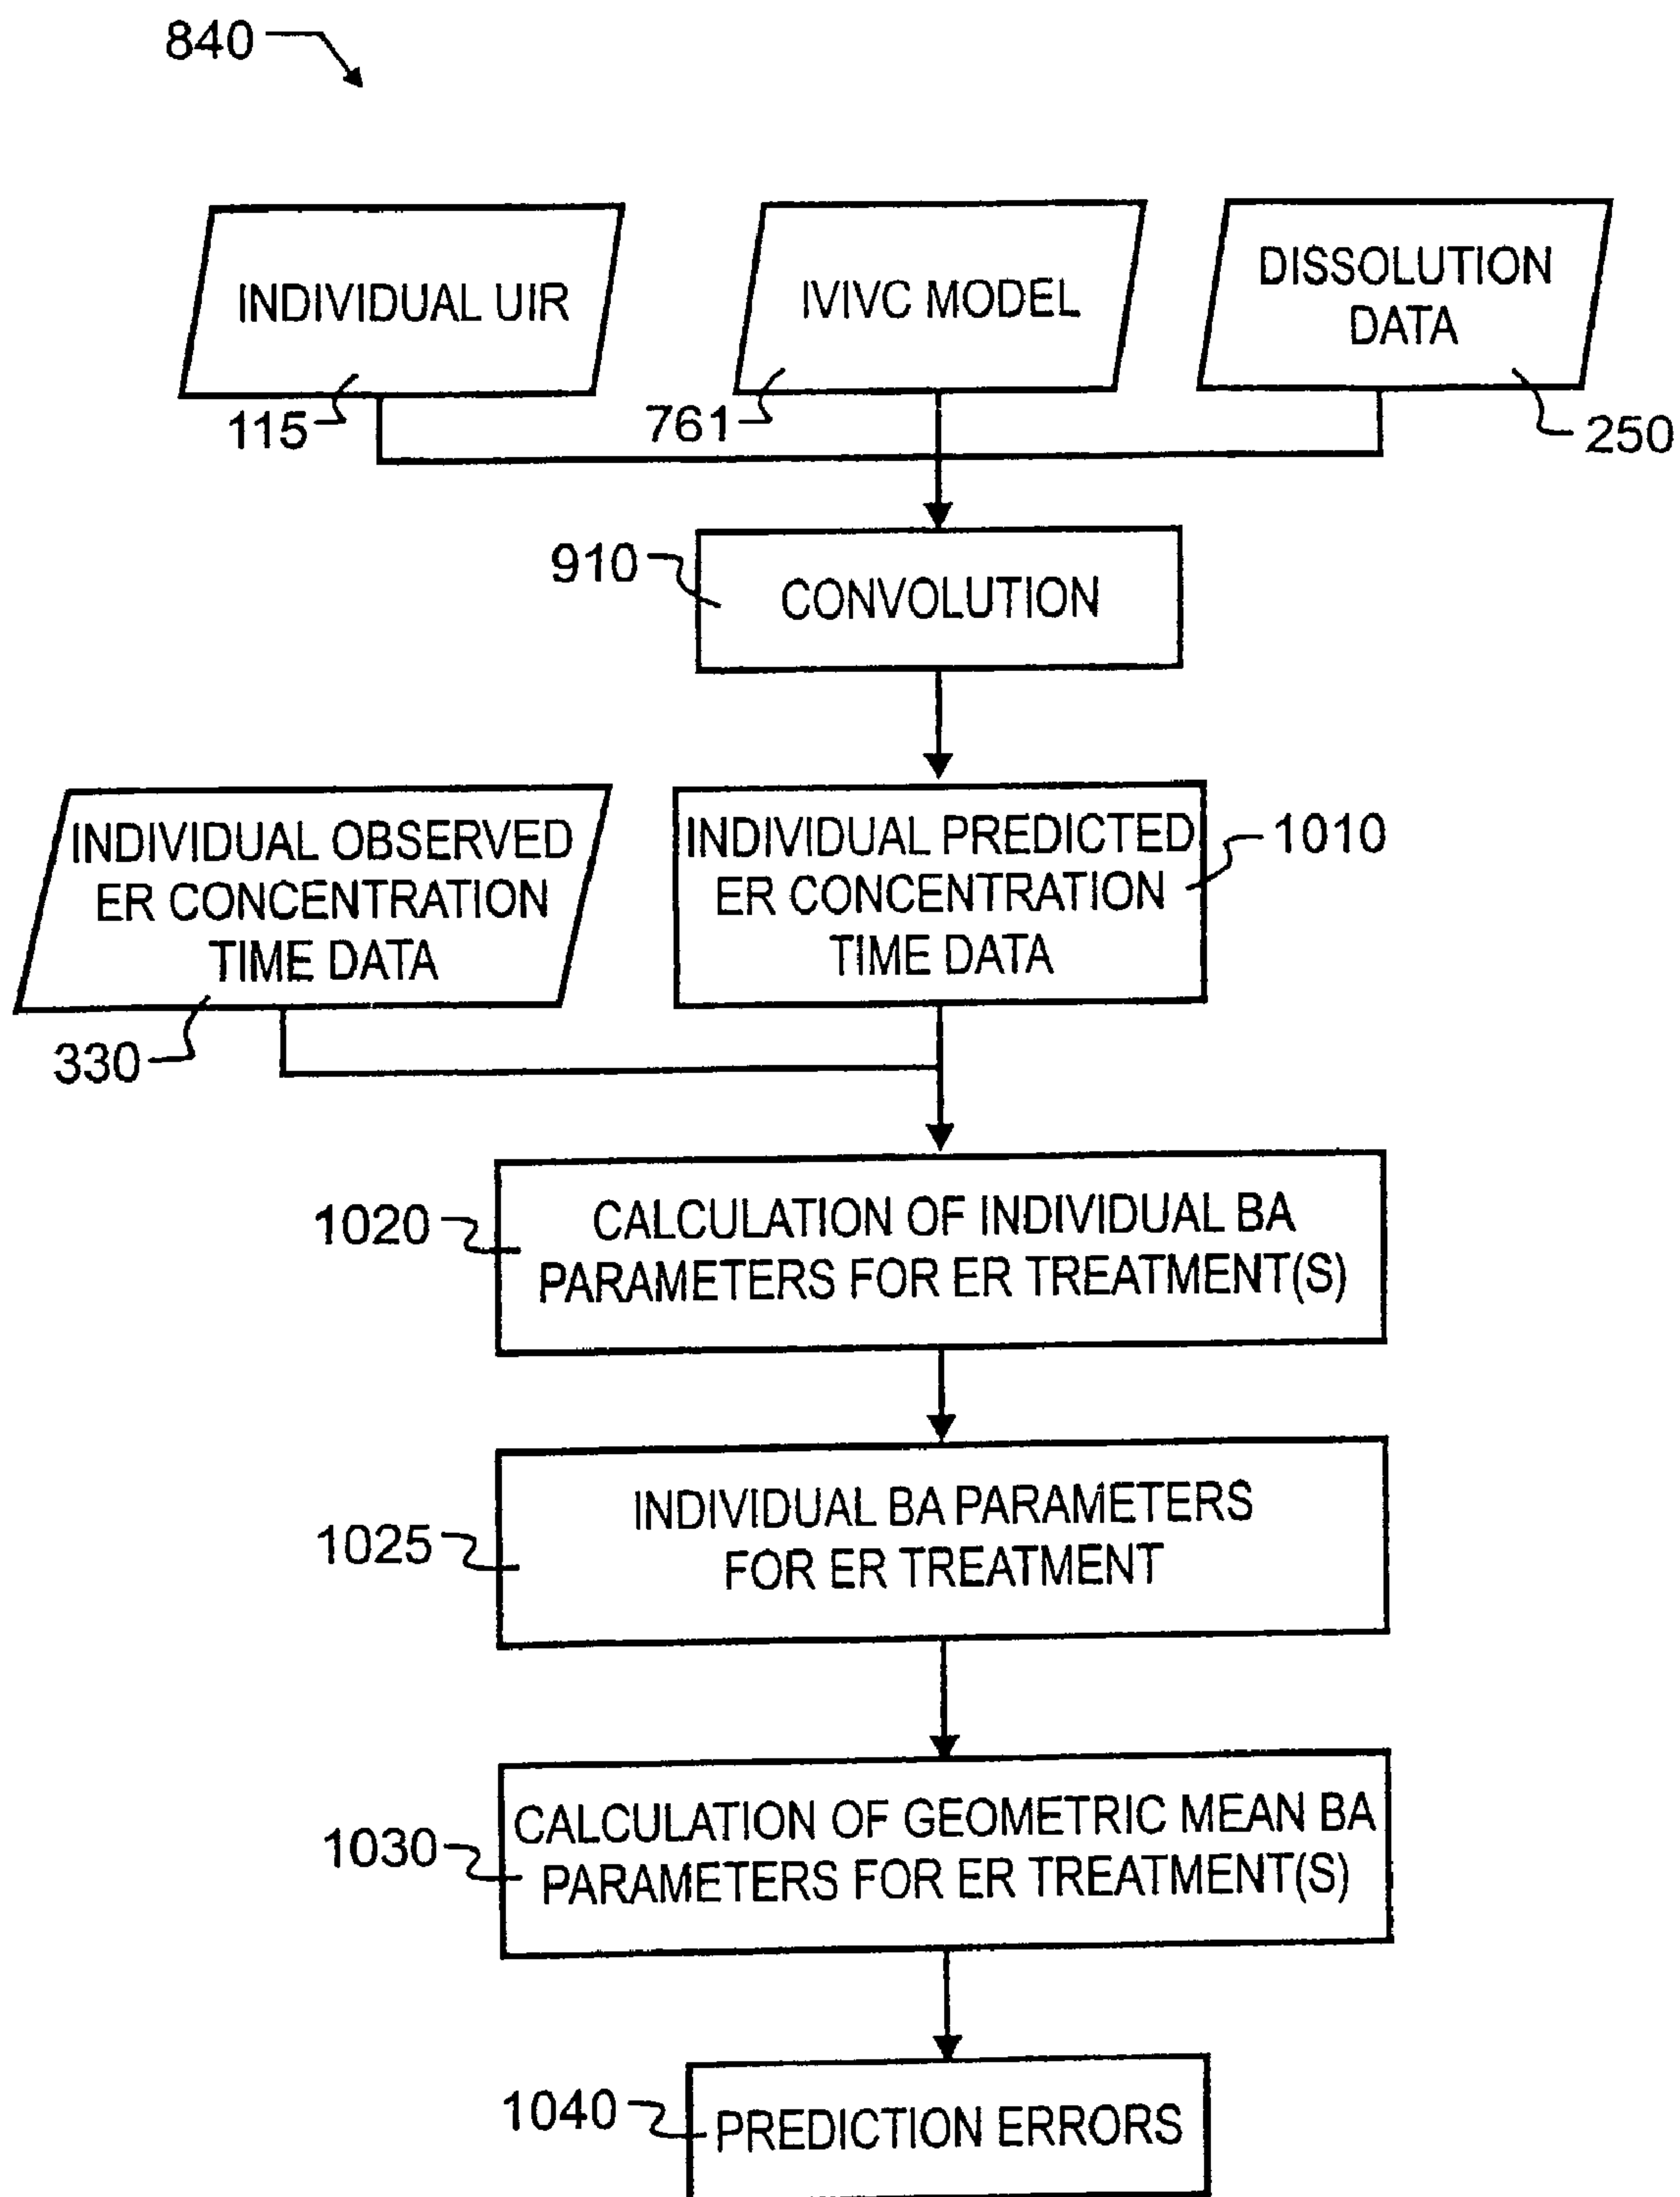 840
INDIVIDUAL UIR
115
IVIVC MODEL
761
DISSOLUTION
DATA
250
910
CONVOLUTION
INDIVIDUAL OBSERVED
ER CONCENTRATION
TIME DATA
330
INDIVIDUAL PREDICTED
ER CONCENTRATION
TIME DATA
1010
1020
CALCULATION OF INDIVIDUAL BA
PARAMETERS FOR ER TREATMENT(S)
1025
INDIVIDUAL BA PARAMETERS
FOR ER TREATMENT
1030
CALCULATION OF GEOMETRIC MEAN BA
PARAMETERS FOR ER TREATMENT(S)
1040
PREDICTION ERRORS